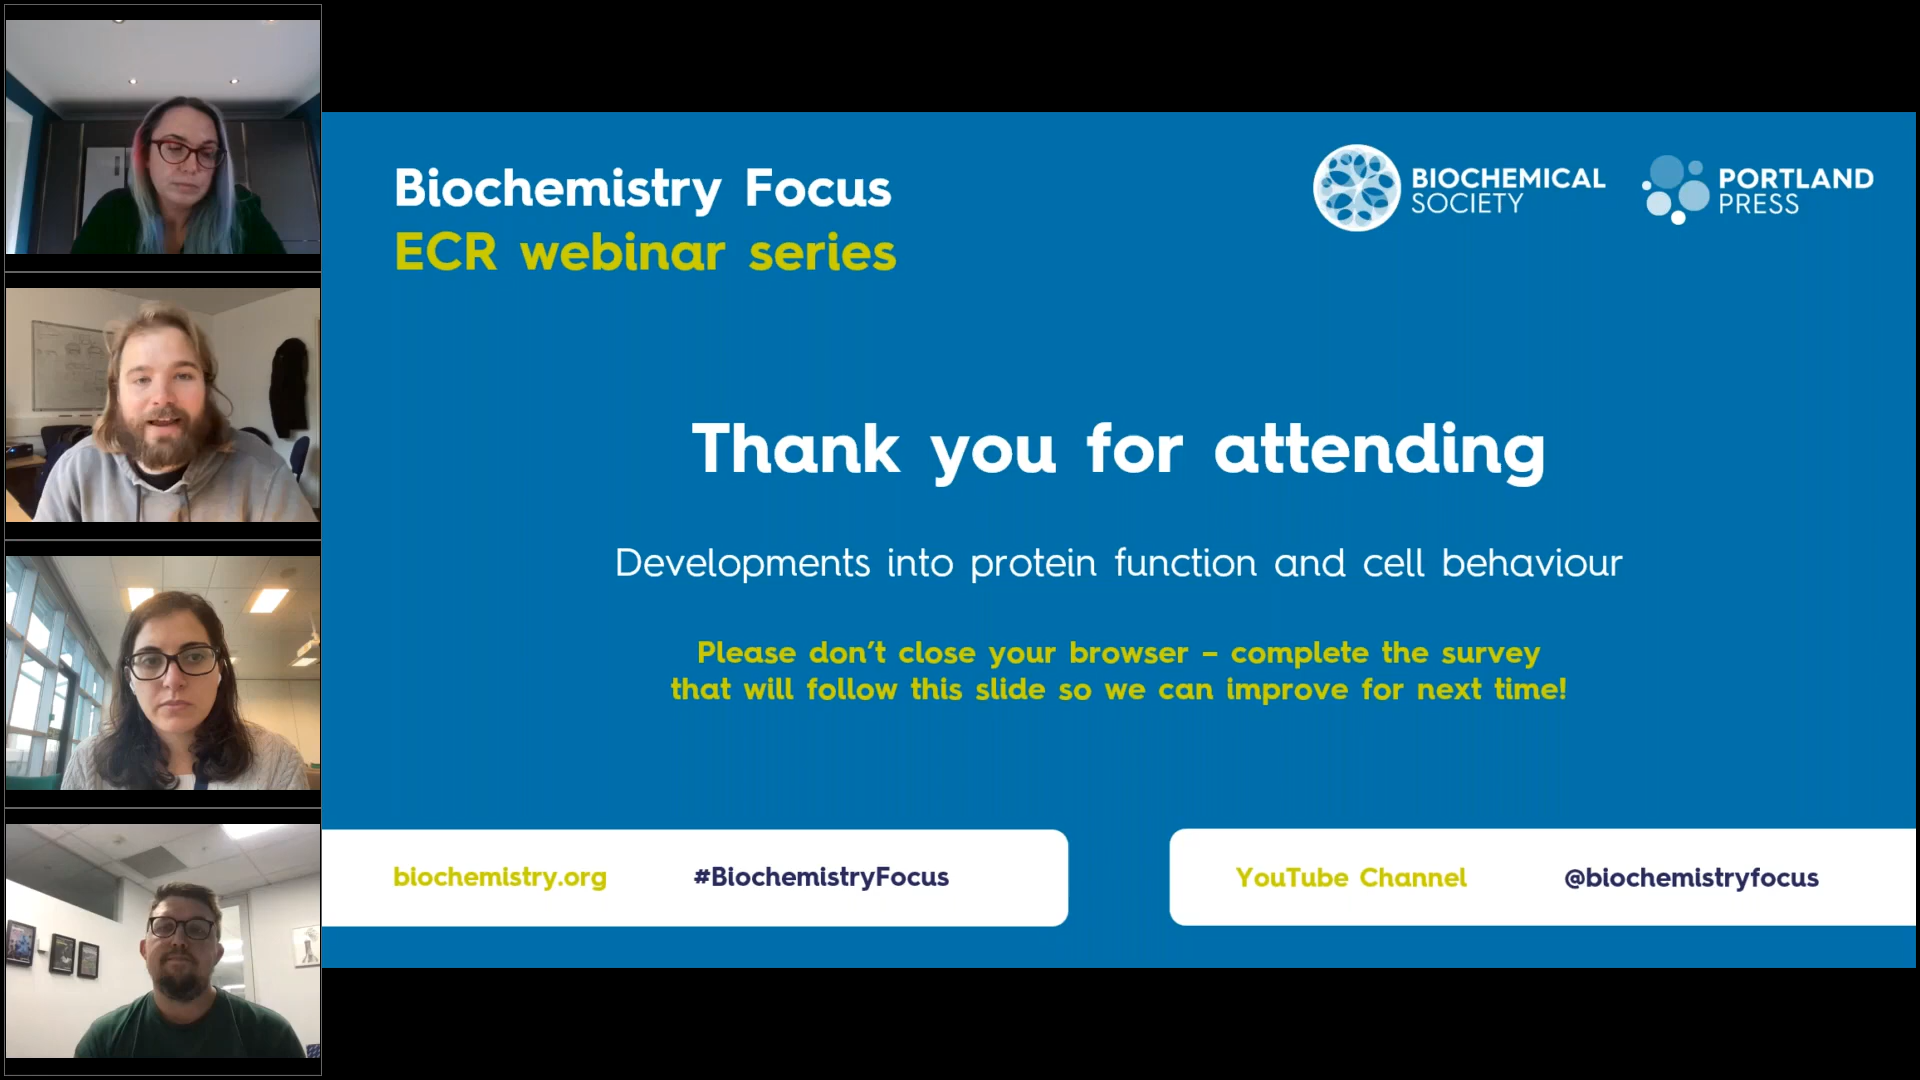 Biochemistry Focus
ECR webinar series
BIOCHEMICAL
SOCIETY
PORTLAND
PRESS
Thank you for attending
Developments into protein function and cell behaviour
Please don’t close your browser – complete the survey
that will follow this slide so we can improve for next time!
biochemistry.org #BiochemistryFocus
YouTube Channel @biochemistryfocus